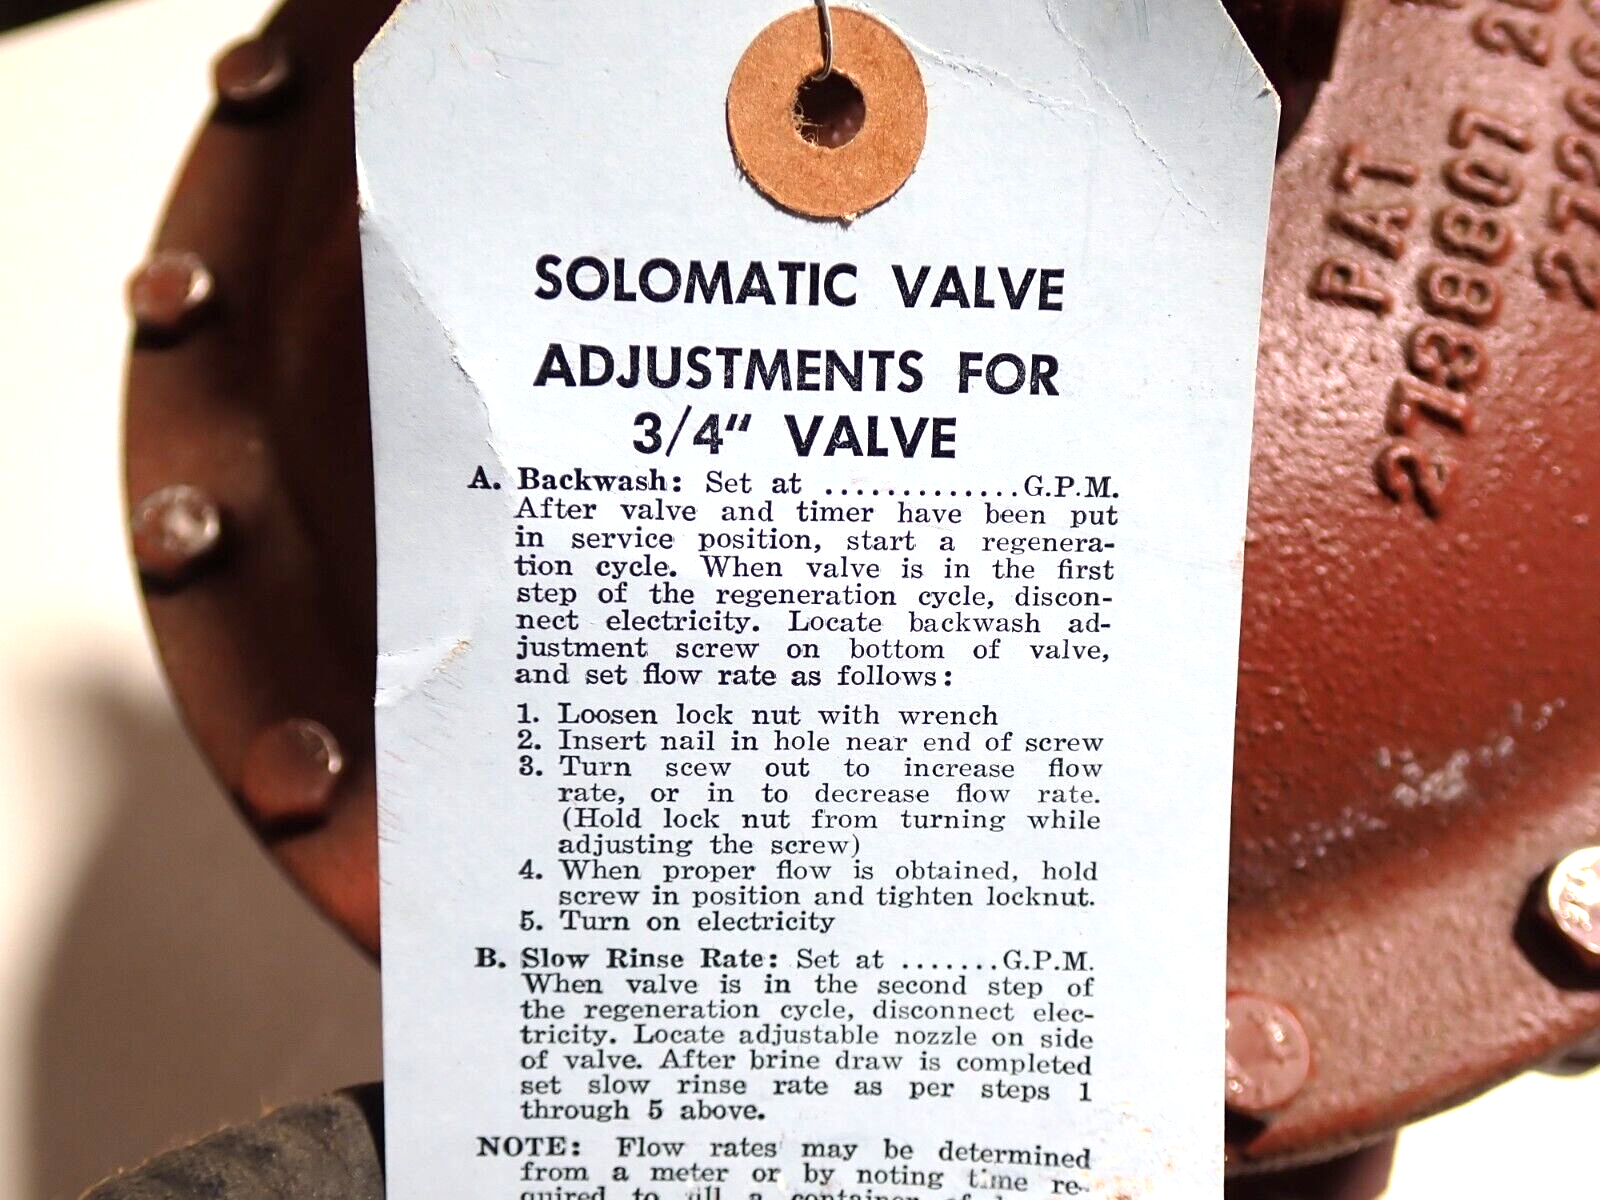 SOLOMATIC VALVE
ADJUSTMENTS FOR
3/4" VALVE
A. Backwash: Set at .............G.P.M.
After valve and timer have been put
in service position, start a regenera-
tion cycle. When valve is in the first
step of the regeneration cycle, discon-
nect electricity. Locate backwash ad-
justment screw on bottom of valve,
and set flow rate as follows:
1. Loosen lock nut with wrench
2. Insert nail in hole near end of screw
3. Turn scew out to increase flow
rate, or in to decrease flow rate.
(Hold lock nut from turning while
adjusting the screw)
4. When proper flow is obtained, hold
screw in position and tighten locknut.
5. Turn on electricity
B. Slow Rinse Rate: Set at .......G.P.M.
When valve is in the second step of
the regeneration cycle, disconnect elec-
tricity. Locate adjustable nozzle on side
of valve. After brine draw is completed
set slow rinse rate as per steps 1
through 5 above.
NOTE: Flow rates may be determined
from a meter or by noting time re-
quired to fill a container of
PAT
2738807